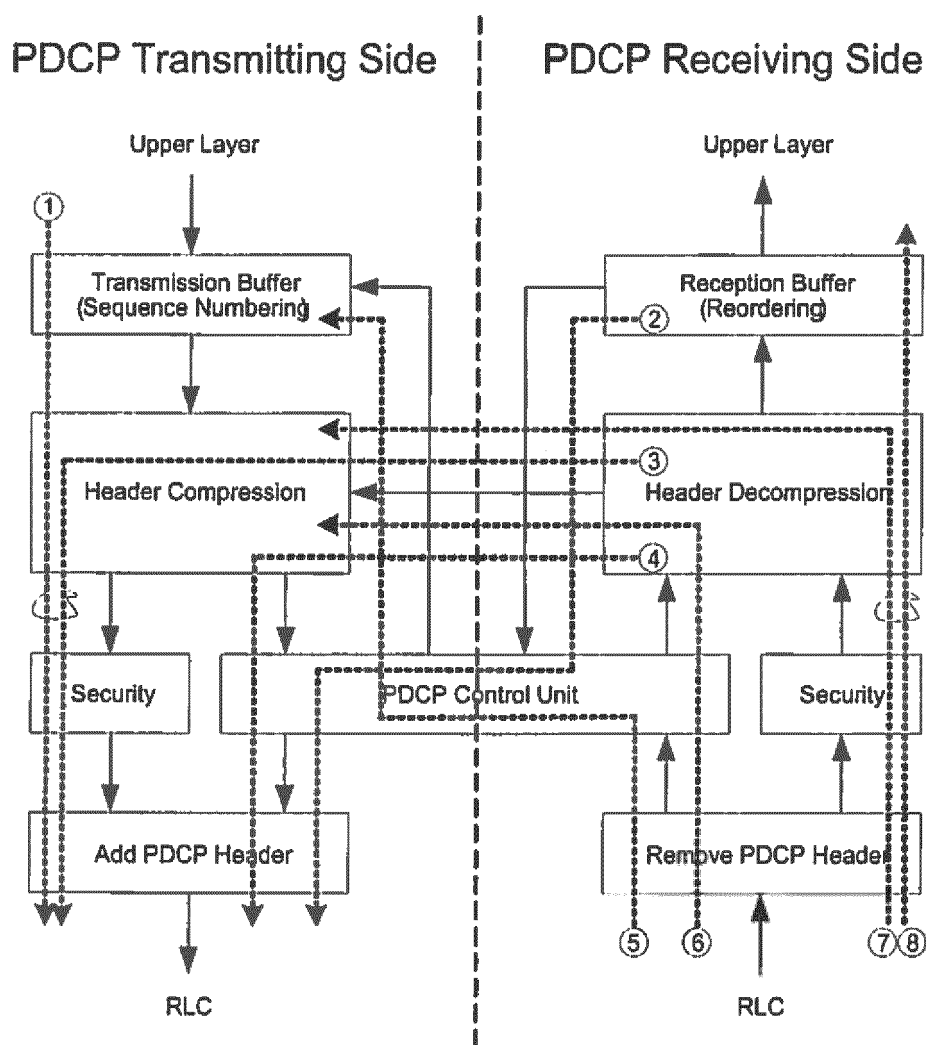 PDCP Transmitting Side
PDCP Receiving Side
Upper Layer
Upper Layer
①
Transmission Buffer
(Sequence Numbering)
Reception Buffer
(Reordering)
②
③
Header Compression
Header Decompression
④
Security
PDCP Control Unit
Security
Add PDCP Header
Remove PDCP Header
⑤
⑥
⑦
⑧
RLC
RLC